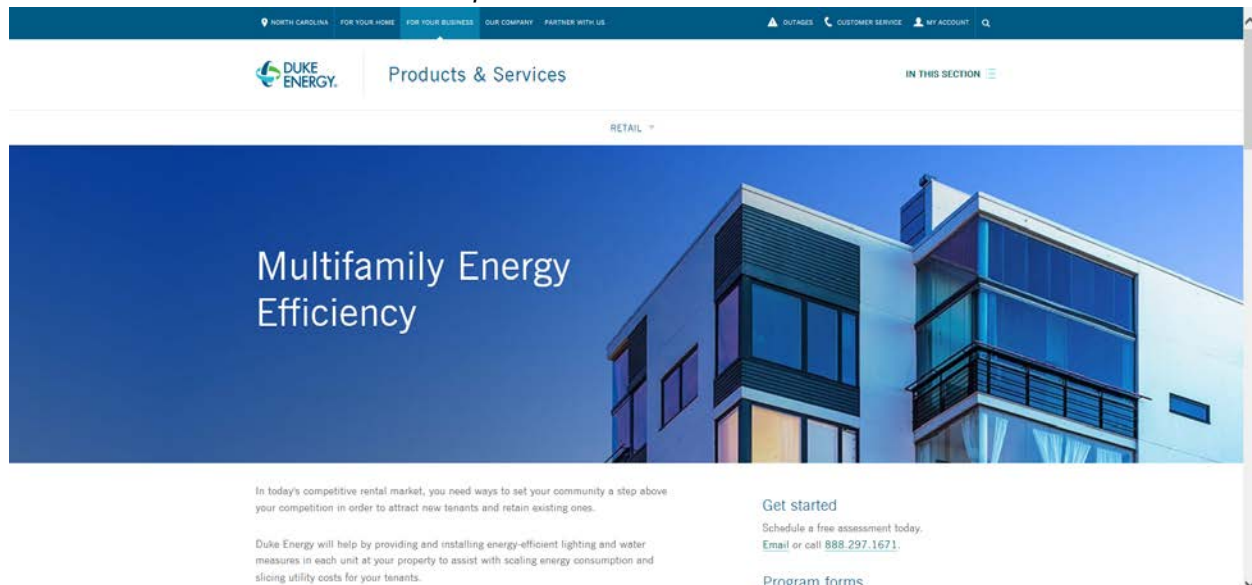 NORTH CAROLINA FOR YOUR HOME FOR YOUR BUSINESS OUR COMPANY PARTNER WITH US OUTAGES CUSTOMER SERVICE MY ACCOUNT
DUKE
ENERGY.
Products & Services
IN THIS SECTION
RETAIL
Multifamily Energy
Efficiency
In today's competitive rental market, you need ways to set your community a step above
your competition in order to attract new tenants and retain existing ones.
Duke Energy will help by providing and installing energy-efficient lighting and water
measures in each unit at your property to assist with scaling energy consumption and
slicing utility costs for your tenants.
Get started
Schedule a free assessment today.
Email or call 888.297.1671.
Program forms